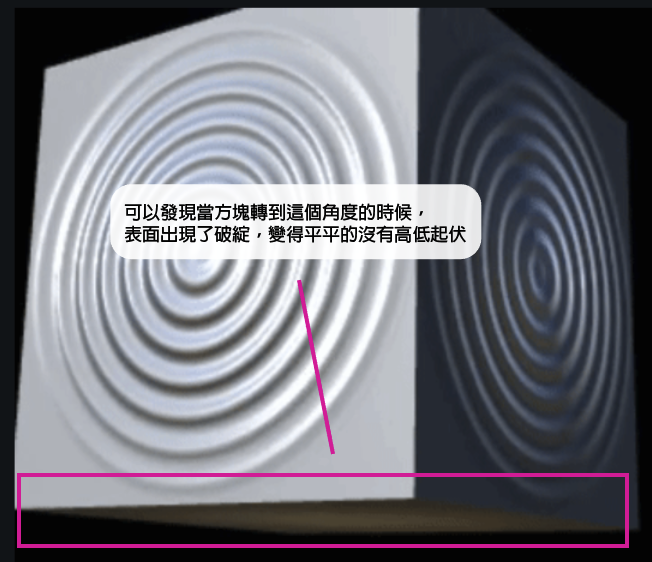 可以發現當方塊轉到這個角度的時候，
表面出現了破綻，變得平平的沒有高低起伏